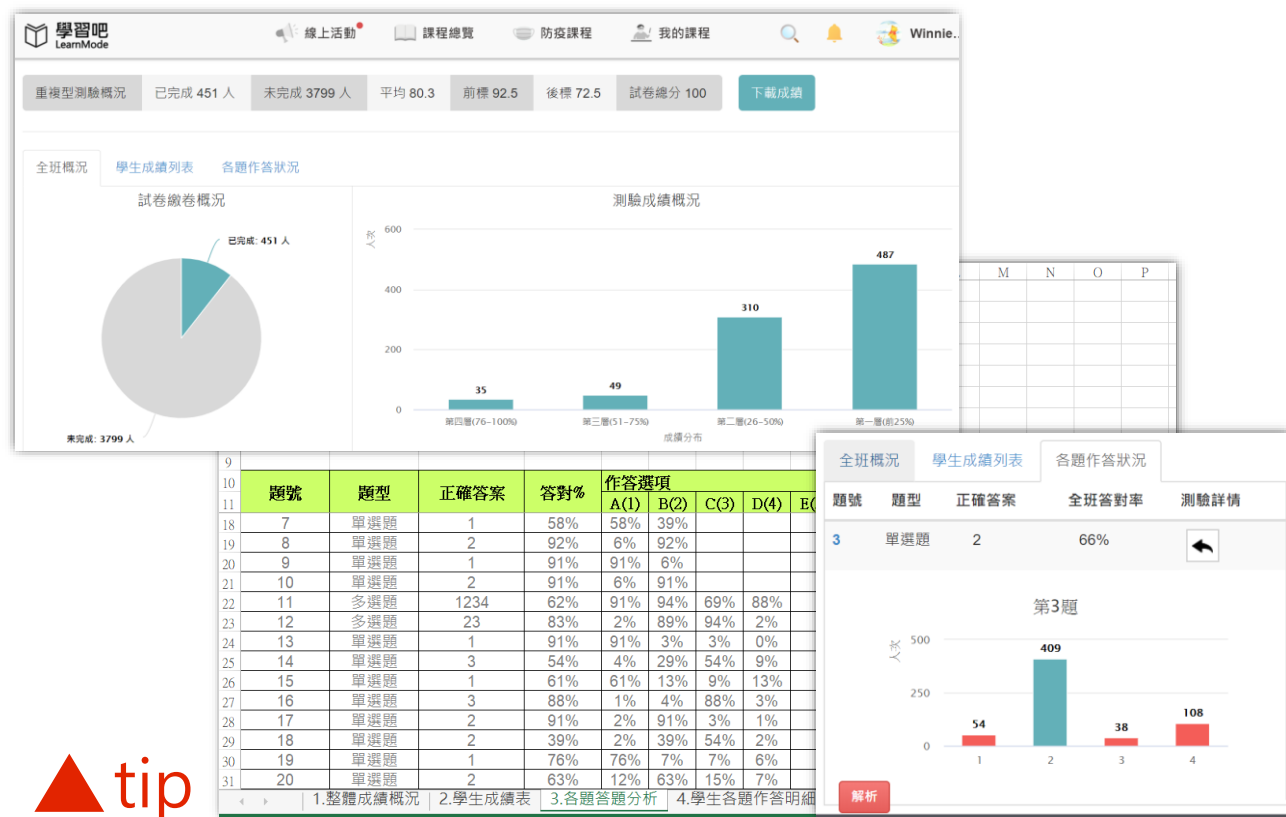 學習吧
LearnMode
線上活動 課程總覽 防疫課程 我的課程 Winnie..
重複型測驗概況 已完成 451 人 未完成 3799 人 平均 80.3 前標 92.5 後標 72.5 試卷總分 100 下載成績
全班概況 學生成績列表 各題作答狀況
試卷繳卷概況
已完成: 451 人
未完成: 3799 人
測驗成績概況
人次
600
400
200
0
35 49 310 487
第四層(76-100%) 第三層(51-75%) 第二層(26-50%) 第一層(前25%)
成績分布
M N O P
9
10 題號 題型 正確答案 答對% 作答選項
11 A(1) B(2) C(3) D(4) E(
18 7 單選題 1 58% 58% 39%
19 8 單選題 2 92% 6% 92%
20 9 單選題 1 91% 91% 6%
21 10 單選題 2 91% 6% 91%
22 11 多選題 1234 62% 91% 94% 69% 88%
23 12 多選題 23 83% 2% 89% 94% 2%
24 13 單選題 1 91% 91% 3% 3% 0%
25 14 單選題 3 54% 4% 29% 54% 9%
26 15 單選題 1 61% 61% 13% 9% 13%
27 16 單選題 3 88% 1% 4% 88% 3%
28 17 單選題 2 91% 2% 91% 3% 1%
29 18 單選題 2 39% 2% 39% 54% 2%
30 19 單選題 1 76% 76% 7% 7% 6%
31 20 單選題 2 63% 12% 63% 15% 7%
1.整體成績概況 2.學生成績表 3.各題答題分析 4.學生各題作答明細
全班概況 學生成績列表 各題作答狀況
題號 題型 正確答案 全班答對率 測驗詳情
3 單選題 2 66%
第3題
人次
500
250
0
54 409 38 108
1 2 3 4
解析
tip